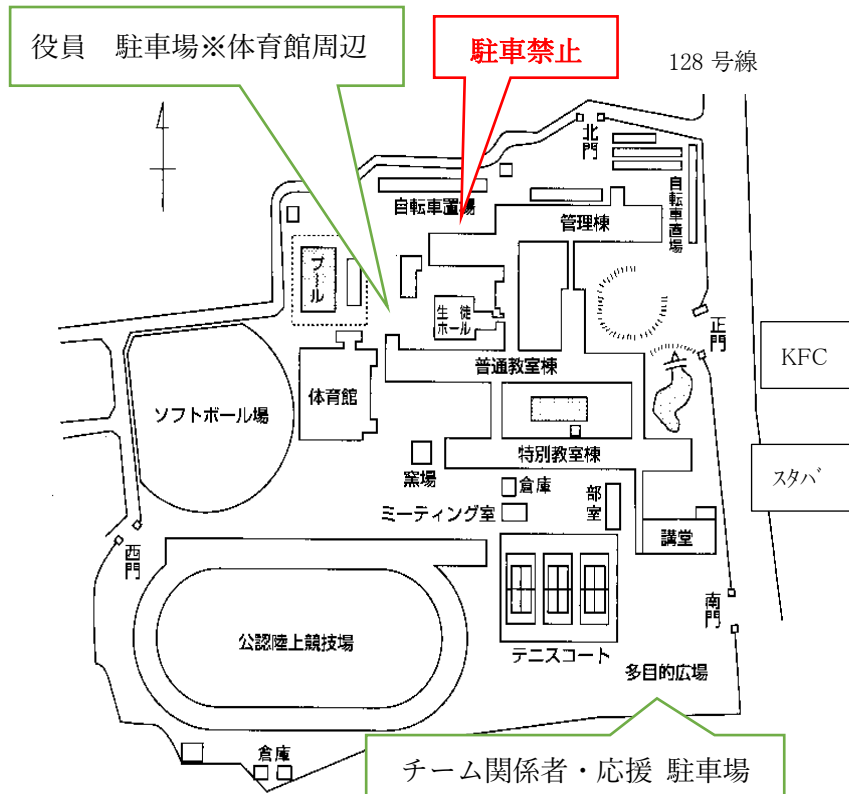 役員　駐車場※体育館周辺
駐車禁止
128 号線
北門
自転車置場
自転車置場
管理棟
プール
生徒
ホール
正門
KFC
普通教室棟
体育館
ソフトボール場
特別教室棟
スタバ
窯場
倉庫
部室
ミーティング室
講堂
西門
南門
公認陸上競技場
テニスコート
多目的広場
倉庫
チーム関係者・応援 駐車場